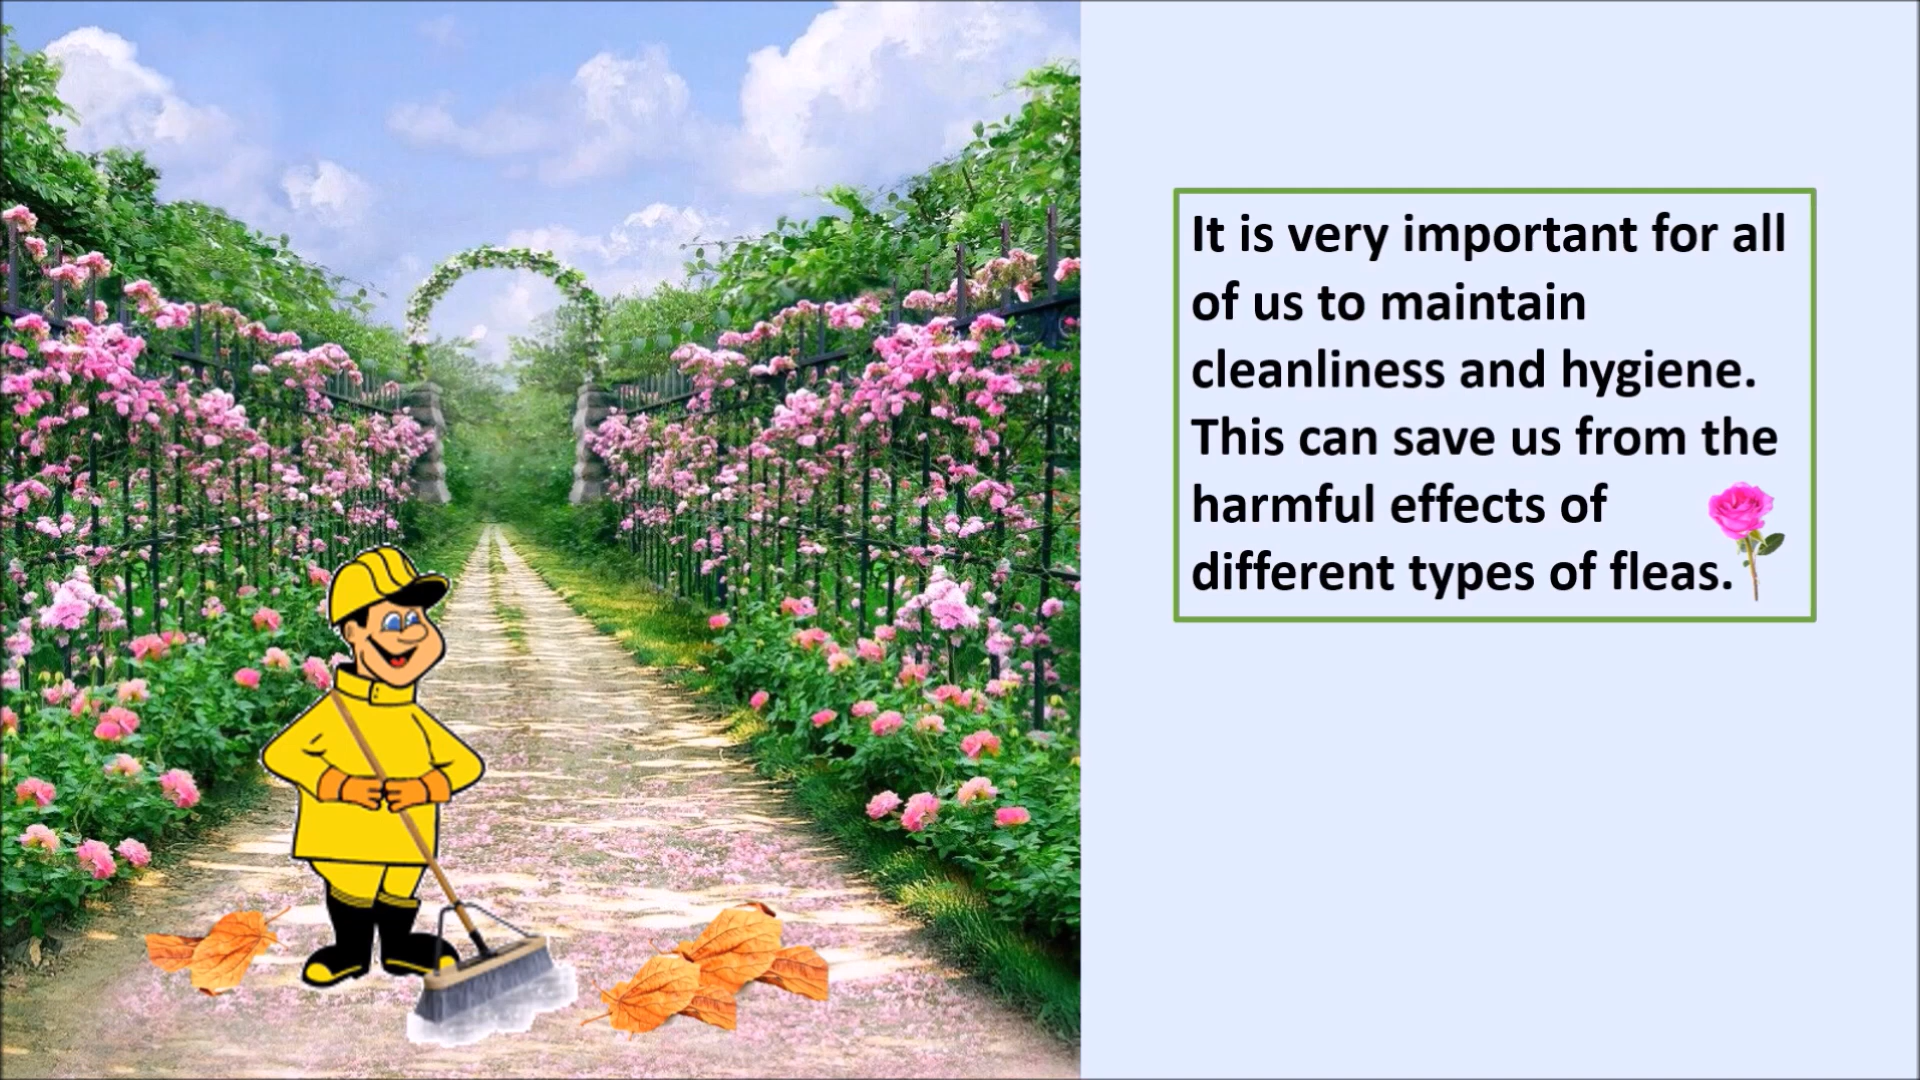 It is very important for all
of us to maintain
cleanliness and hygiene.
This can save us from the
harmful effects of
different types of fleas.